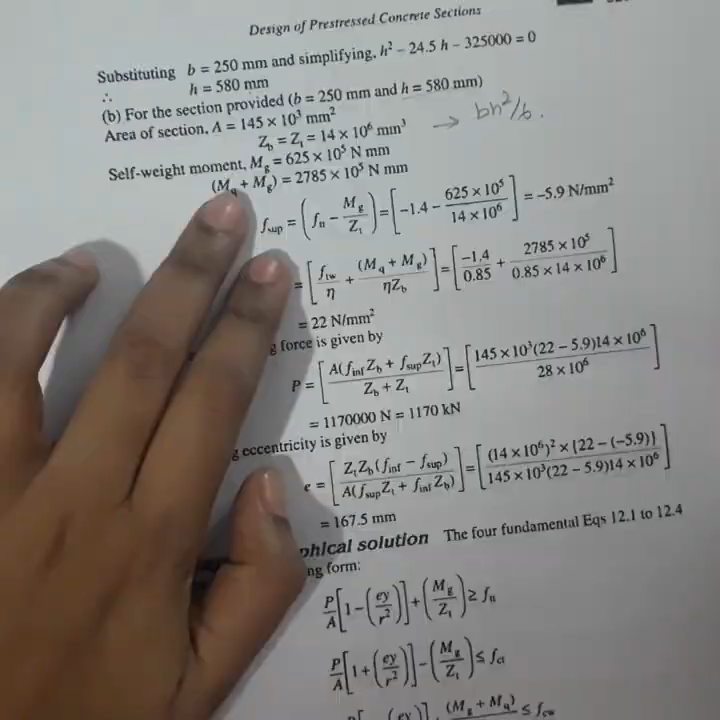 Design of Prestressed Concrete Sections
Substituting b = 250 mm and simplifying, h² – 24.5 h – 325000 = 0
∴ h = 580 mm
(b) For the section provided (b = 250 mm and h = 580 mm)
Area of section, A = 145 × 10³ mm²
Z_b = Z_t = 14 × 10⁶ mm³ → bh²/6.
Self-weight moment, M_g = 625 × 10⁵ N mm
(M_q + M_g) = 2785 × 10⁵ N mm
f_sup = (f_tt – M_g/Z_t) = [–1.4 – 625 × 10⁵/14 × 10⁶] = –5.9 N/mm²
= [f_tw/η + (M_q + M_g)/ηZ_b] = [–1.4/0.85 + 2785 × 10⁵/0.85 × 14 × 10⁶]
= 22 N/mm²
g force is given by
P = [A(f_inf Z_b + f_sup Z_t)/Z_b + Z_t] = [145 × 10³(22 – 5.9)14 × 10⁶/28 × 10⁶]
= 1170000 N = 1170 kN
g eccentricity is given by
e = [Z_t Z_b (f_inf – f_sup)/A(f_sup Z_t + f_inf Z_b)] = [(14 × 10⁶)² × [22 – (–5.9)]/145 × 10³(22 – 5.9)14 × 10⁶]
= 167.5 mm
phical solution The four fundamental Eqs 12.1 to 12.4
ng form:
P/A [1 – (ey/r²)] + (M_g/Z_t) ≥ f_tt
P/A [1 + (ey/r²)] – (M_g/Z_t) ≤ f_ct
P[ (ey)] (M_g + M_q) ≤ f_cw